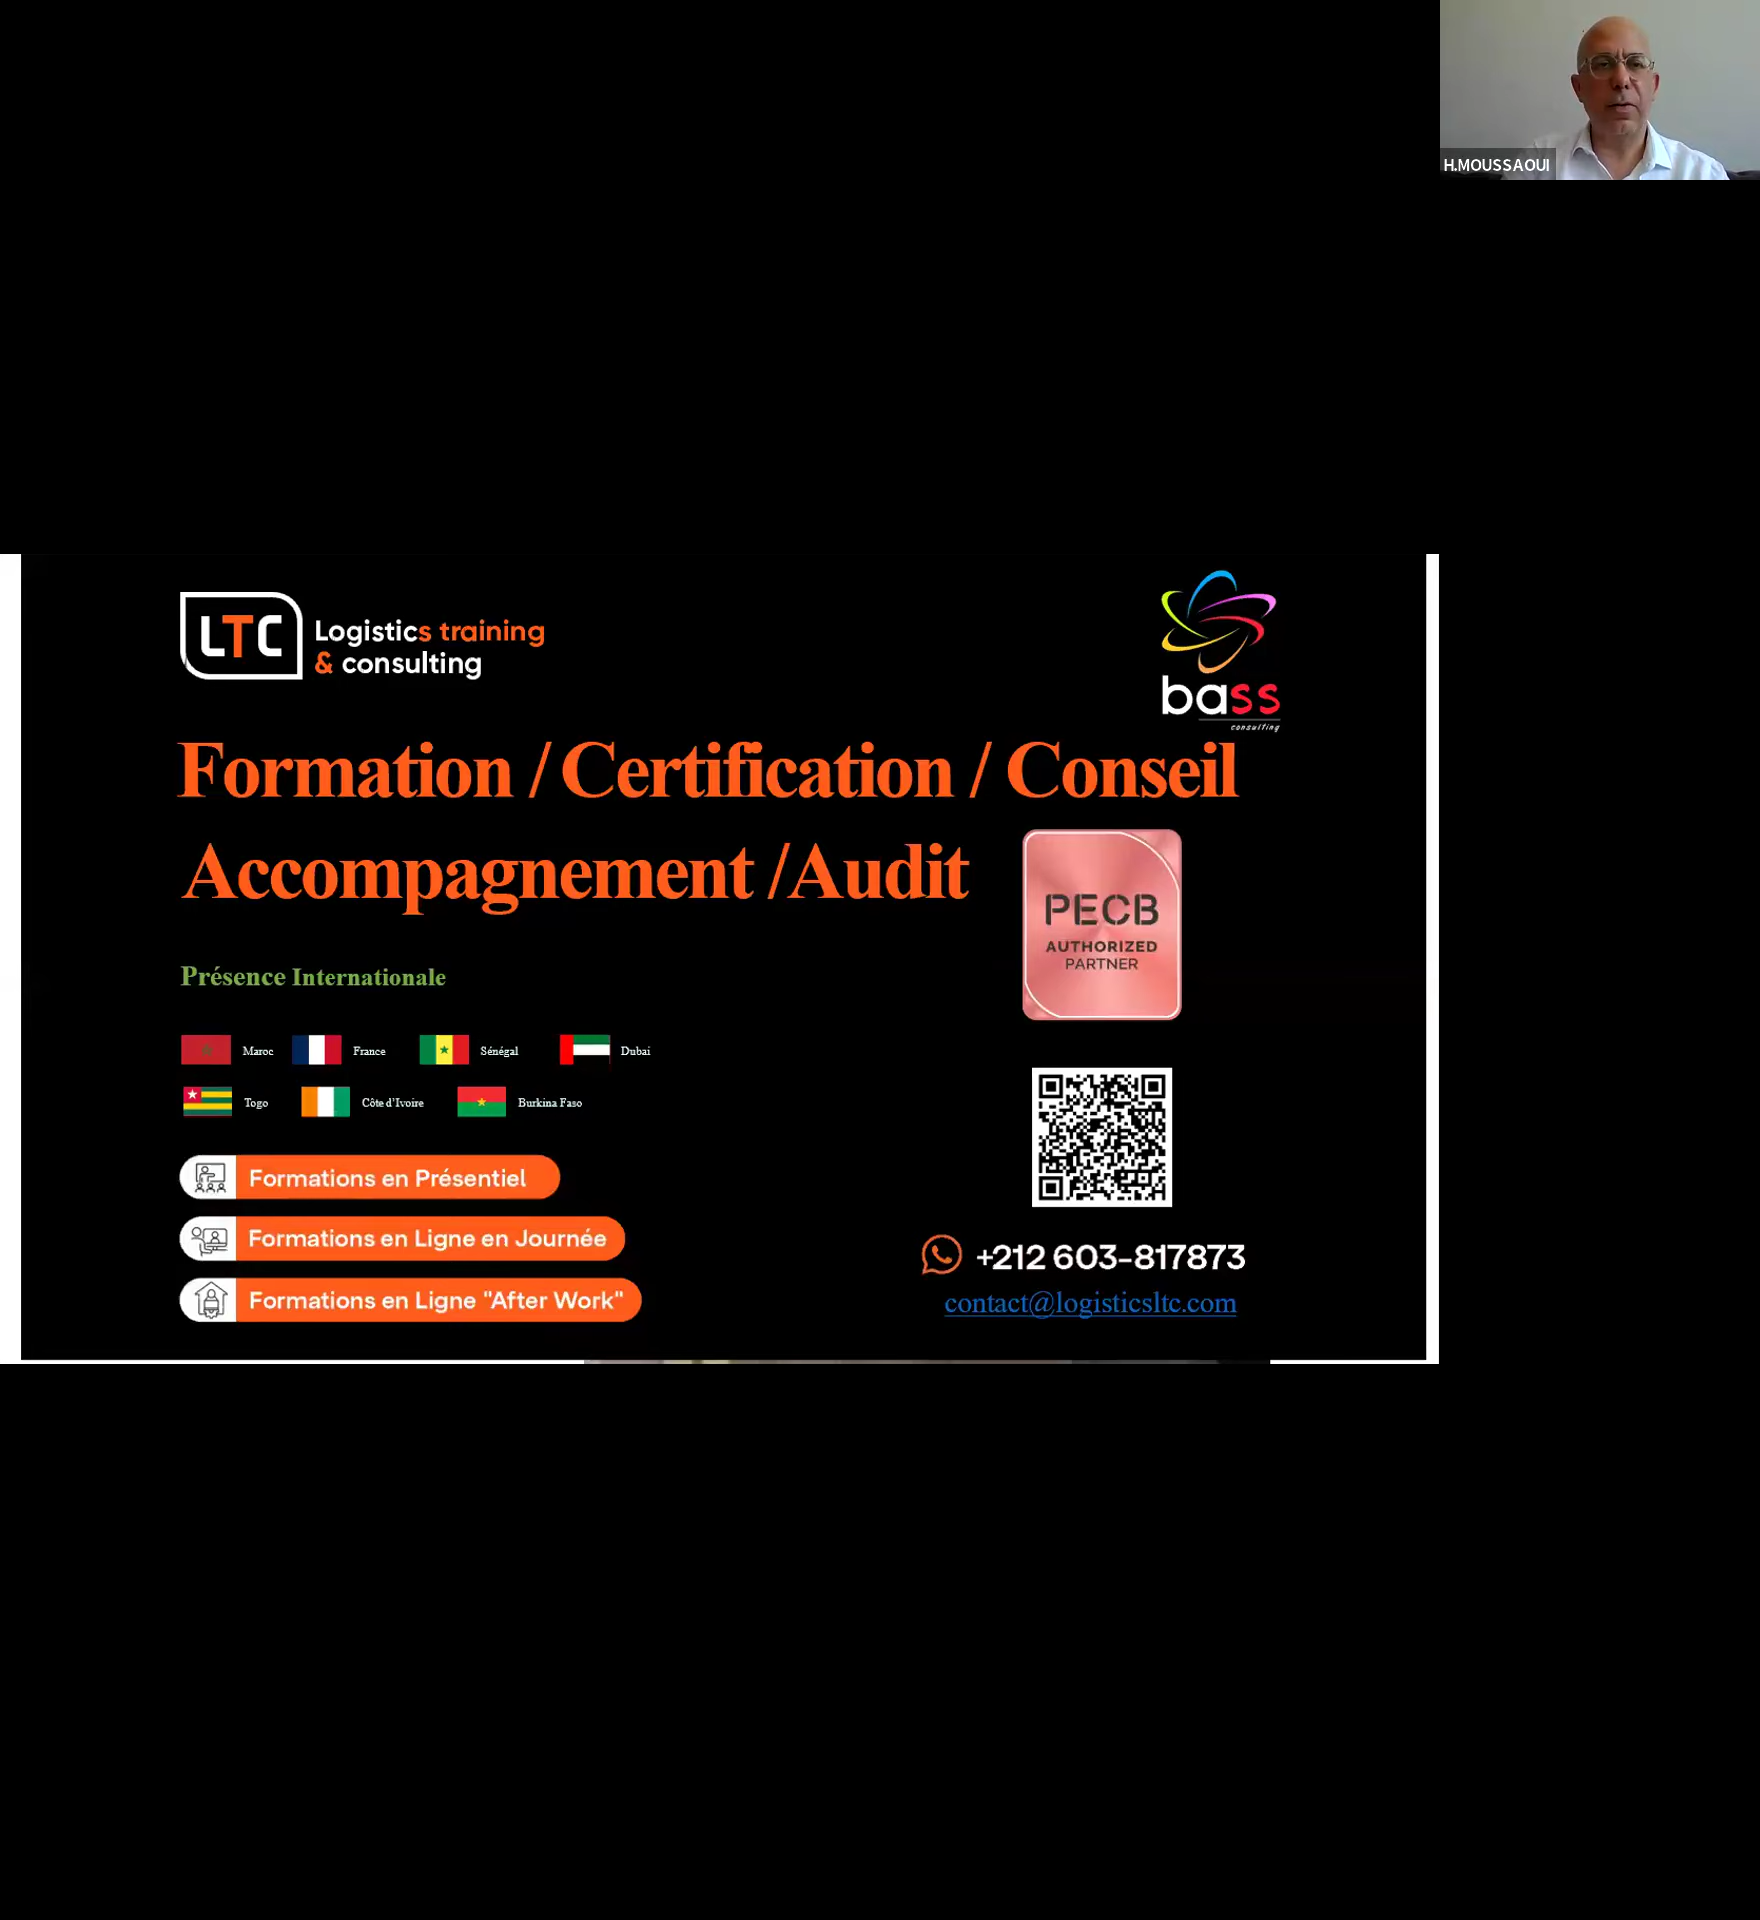 H.MOUSSAOUI
LTC
Logistics training
& consulting
bass
consulting
Formation / Certification / Conseil
Accompagnement /Audit
PECB
AUTHORIZED
PARTNER
Présence Internationale
Maroc France Sénégal Dubai
Togo Côte d'Ivoire Burkina Faso
Formations en Présentiel
Formations en Ligne en Journée
Formations en Ligne "After Work"
+212 603-817873
contact@logisticsltc.com